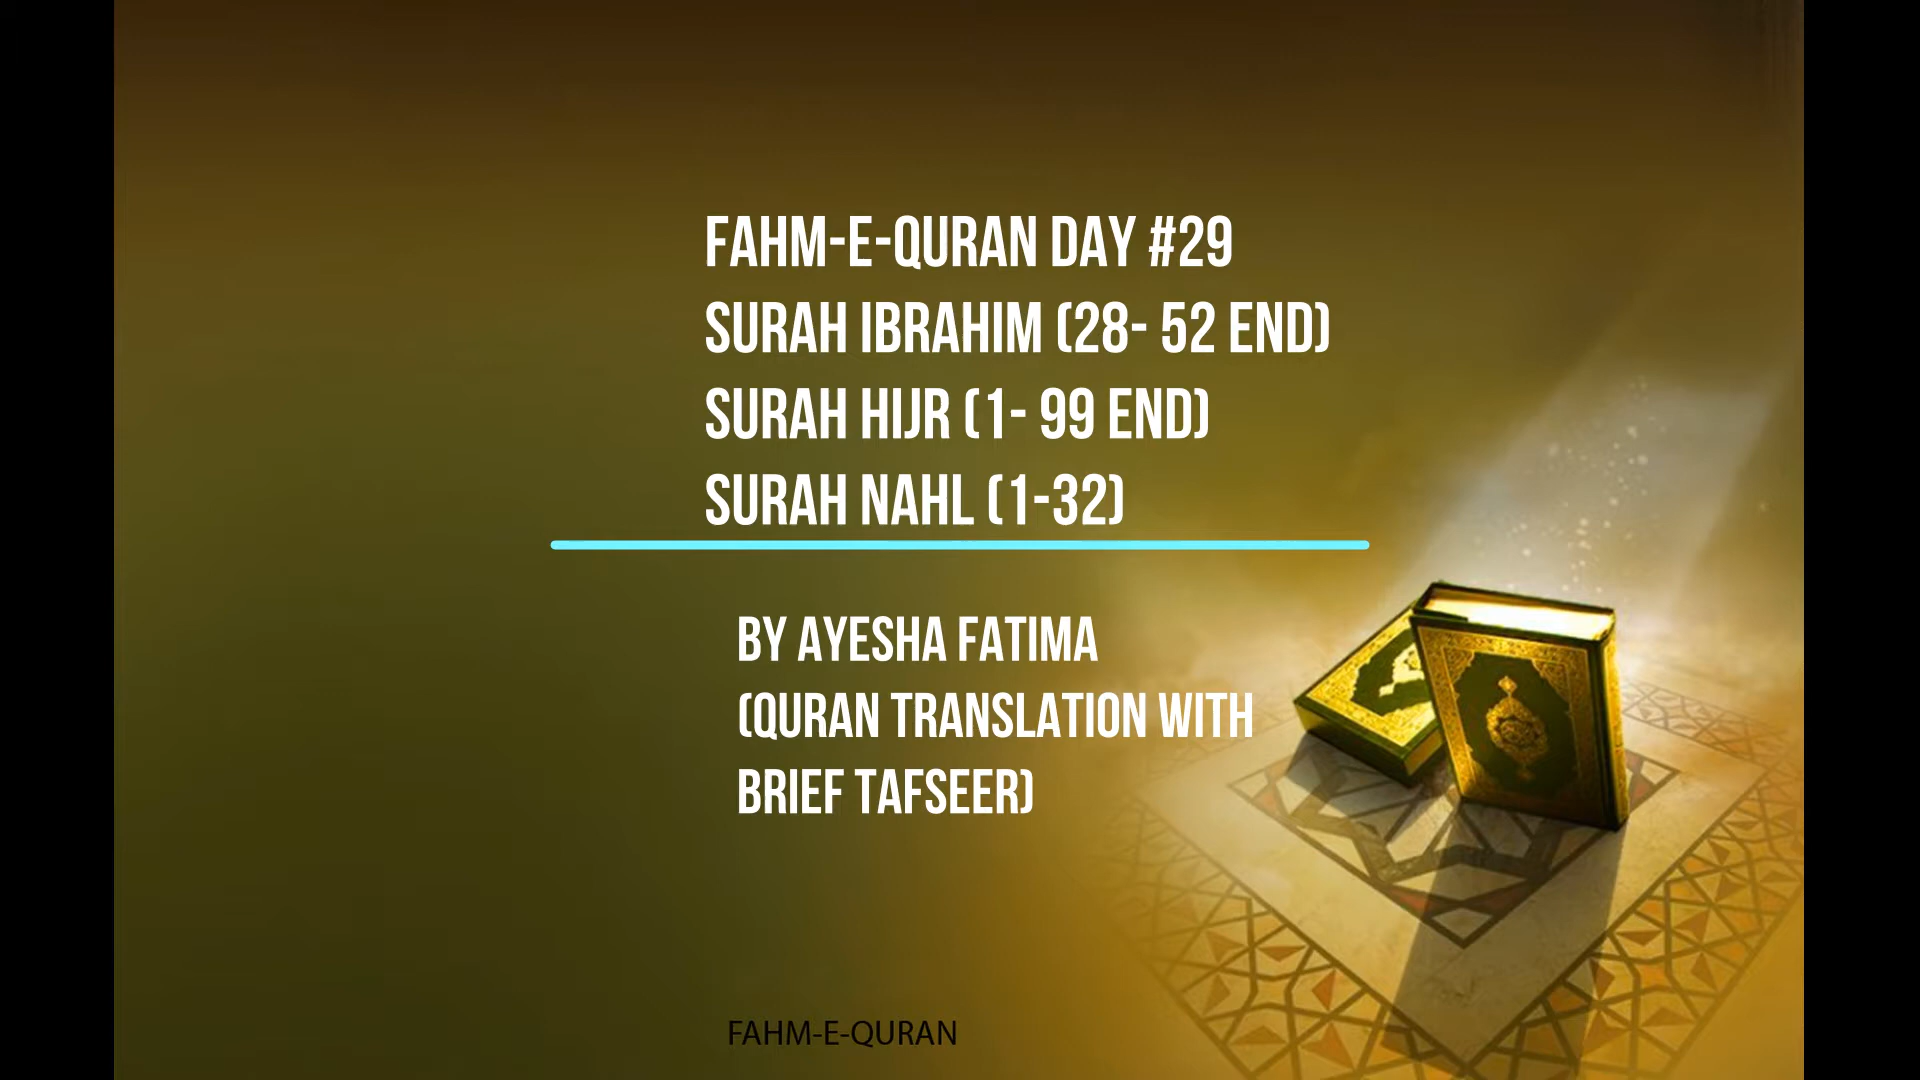 FAHM-E-QURAN DAY #29
SURAH IBRAHIM (28- 52 END)
SURAH HIJR (1- 99 END)
SURAH NAHL (1-32)
BY AYESHA FATIMA
(QURAN TRANSLATION WITH
BRIEF TAFSEER)
FAHM-E-QURAN